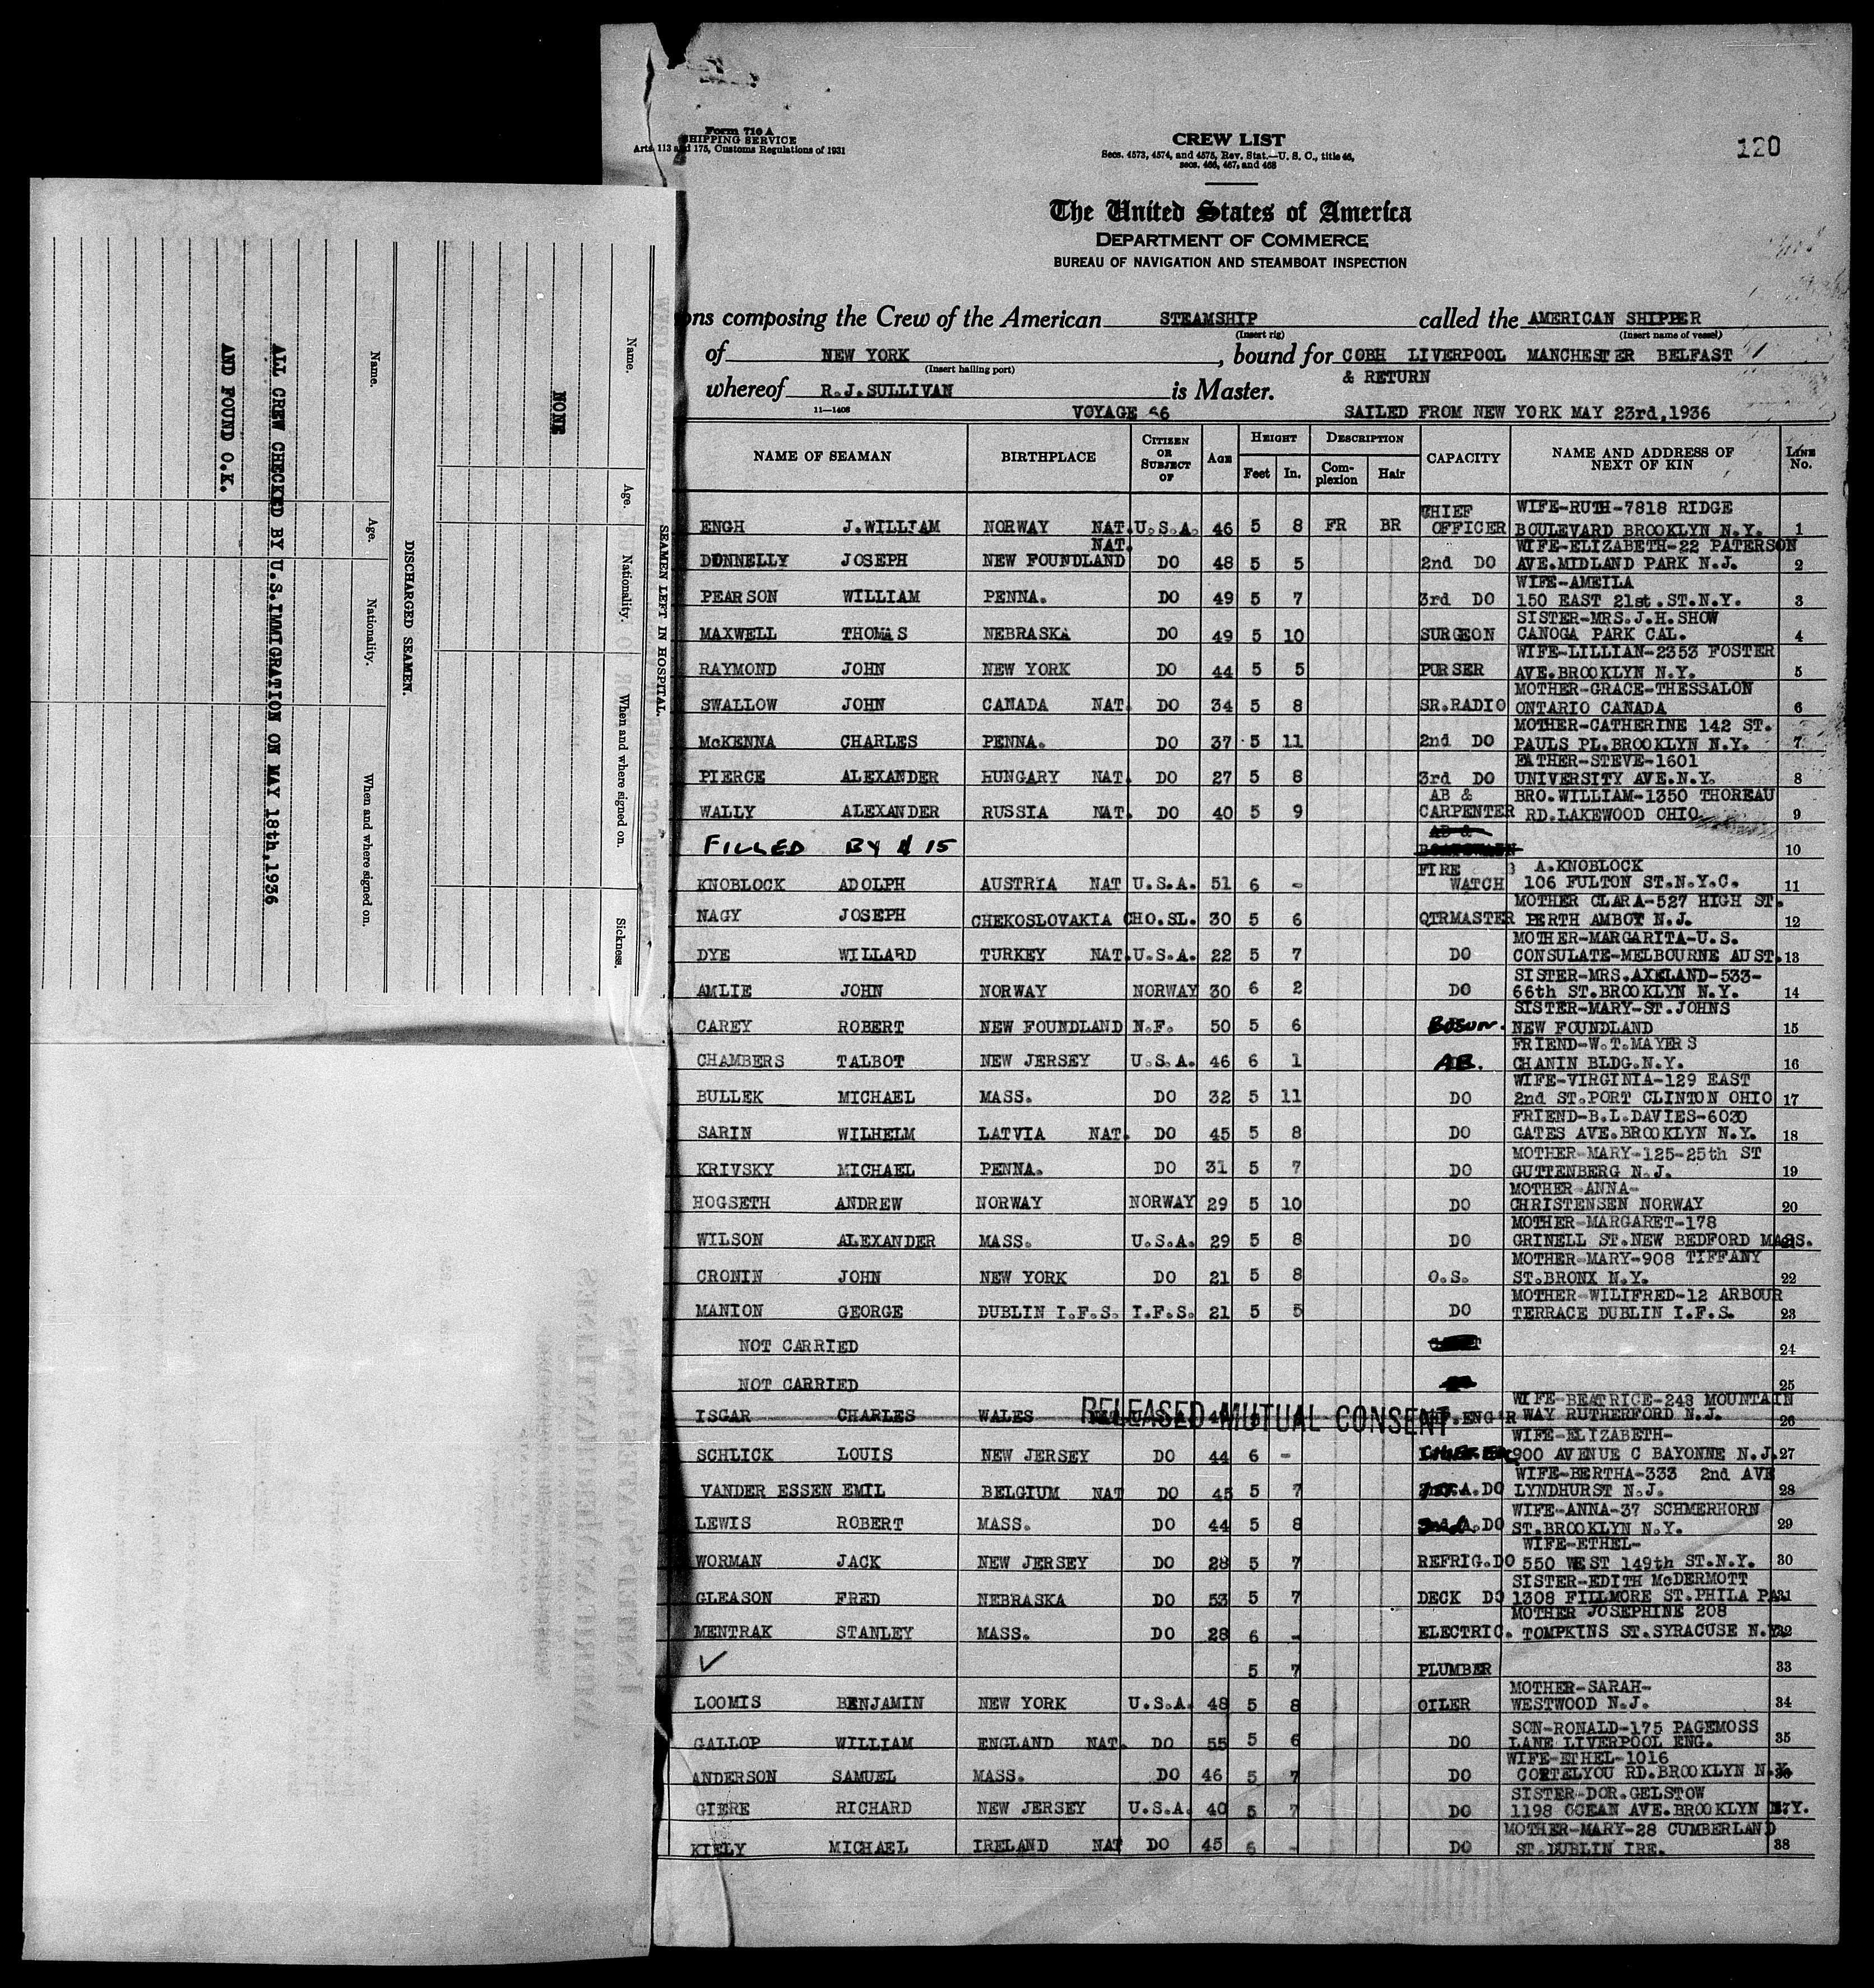 Form 710 A
SHIPPING SERVICE
Arts. 113 and 175, Customs Regulations of 1931
CREW LIST
Secs. 4573, 4574, and 4575, Rev. Stat.—U. S. C., title 46,
secs. 466, 467, and 468
120
The United States of America
DEPARTMENT OF COMMERCE
BUREAU OF NAVIGATION AND STEAMBOAT INSPECTION
ons composing the Crew of the American STEAMSHIP called the AMERICAN SHIPPER
(Insert rig) (Insert name of vessel)
of NEW YORK, bound for COBH LIVERPOOL MANCHESTER BELFAST
(Insert hailing port)
& RETURN
whereof R.J.SULLIVAN is Master.
11—1408
VOYAGE 66 SAILED FROM NEW YORK MAY 23rd,1936
NAME OF SEAMAN BIRTHPLACE CITIZEN OR SUBJECT OF AGE HEIGHT Feet In. DESCRIPTION Complexion Hair CAPACITY NAME AND ADDRESS OF NEXT OF KIN LINE No.
ENGH J.WILLIAM NORWAY NAT. U.S.A. 46 5 8 FR BR CHIEF OFFICER WIFE-RUTH-7818 RIDGE BOULEVARD BROOKLYN N.Y. 1
DONNELLY JOSEPH NEW FOUNDLAND NAT. DO 48 5 5 2nd DO WIFE-ELIZABETH-22 PATERSON AVE.MIDLAND PARK N.J. 2
PEARSON WILLIAM PENNA. DO 49 5 7 3rd DO WIFE-AMEILA 150 EAST 21st.ST.N.Y. 3
MAXWELL THOMAS NEBRASKA DO 49 5 10 SURGEON SISTER-MRS.J.H.SHOW CANOGA PARK CAL. 4
RAYMOND JOHN NEW YORK DO 44 5 5 PURSER WIFE-LILLIAN-2353 FOSTER AVE.BROOKLYN N.Y. 5
SWALLOW JOHN CANADA NAT. DO 34 5 8 SR.RADIO MOTHER-GRACE-THESSALON ONTARIO CANADA 6
McKENNA CHARLES PENNA. DO 37 5 11 2nd DO MOTHER-CATHERINE 142 ST. PAULS PL.BROOKLYN N.Y. 7
PIERCE ALEXANDER HUNGARY NAT. DO 27 5 8 3rd DO FATHER-STEVE-1601 UNIVERSITY AVE.N.Y. 8
WALLY ALEXANDER RUSSIA NAT. DO 40 5 9 AB & CARPENTER BRO.WILLIAM-1350 THOREAU RD.LAKEWOOD OHIO 9
FILLED BY # 15 AB & BOATSWAIN 10
KNOBLOCK ADOLPH AUSTRIA NAT U.S.A. 51 6 - FIRE WATCH A.KNOBLOCK 106 FULTON ST.N.Y.C. 11
NAGY JOSEPH CHEKOSLOVAKIA CHO.SL. 30 5 6 QTRMASTER MOTHER CLARA-527 HIGH ST. PERTH AMBOY N.J. 12
DYE WILLARD TURKEY NAT. U.S.A. 22 5 7 DO MOTHER-MARGARITA-U.S. CONSULATE-MELBOURNE AUST. 13
AMLIE JOHN NORWAY NORWAY 30 6 2 DO SISTER-MRS.AXELAND-533- 66th ST.BROOKLYN N.Y. 14
CAREY ROBERT NEW FOUNDLAND N.F. 50 5 6 BOSUN. SISTER-MARY-ST.JOHNS NEW FOUNDLAND 15
CHAMBERS TALBOT NEW JERSEY U.S.A. 46 6 1 AB. FRIEND-W.T.MAYERS CHANIN BLDG.N.Y. 16
BULLEK MICHAEL MASS. DO 32 5 11 DO WIFE-VIRGINIA-129 EAST 2nd ST.PORT CLINTON OHIO 17
SARIN WILHELM LATVIA NAT. DO 45 5 8 DO FRIEND-B.L.DAVIES-6030 GATES AVE.BROOKLYN N.Y. 18
KRIVSKY MICHAEL PENNA. DO 31 5 7 DO MOTHER-MARY-125-25th ST GUTTENBERG N.J. 19
HOGSETH ANDREW NORWAY NORWAY 29 5 10 DO MOTHER-ANNA- CHRISTENSEN NORWAY 20
WILSON ALEXANDER MASS. U.S.A. 29 5 8 DO MOTHER-MARGARET-178 GRINELL ST.NEW BEDFORD MASS. 21
CRONIN JOHN NEW YORK DO 21 5 8 O.S. MOTHER-MARY-908 TIFFANY ST.BRONX N.Y. 22
MANION GEORGE DUBLIN I.F.S. I.F.S. 21 5 5 DO MOTHER-WILIFRED-12 ARBOUR TERRACE DUBLIN I.F.S. 23
NOT CARRIED 24
NOT CARRIED 25
ISGAR CHARLES WALES RELEASED MUTUAL CONSENT WIFE-BEATRICE-243 MOUNTAIN WAY RUTHERFORD N.J. 26
SCHLICK LOUIS NEW JERSEY DO 44 6 - WIFE-ELIZABETH- 900 AVENUE C BAYONNE N.J. 27
VANDER ESSEN EMIL BELGIUM NAT DO 45 5 7 DO WIFE-BERTHA-333 2nd AVE LYNDHURST N.J. 28
LEWIS ROBERT MASS. DO 44 5 8 DO WIFE-ANNA-37 SCHMERHORN ST.BROOKLYN N.Y. 29
WORMAN JACK NEW JERSEY DO 28 5 7 REFRIG.DO WIFE-ETHEL- 550 WEST 149th ST.N.Y. 30
GLEASON FRED NEBRASKA DO 53 5 7 DECK DO SISTER-EDITH McDERMOTT 1308 FILLMORE ST.PHILA PA. 31
MENTRAK STANLEY MASS. DO 28 6 - ELECTRIC. MOTHER JOSEPHINE 208 TOMPKINS ST.SYRACUSE N.Y. 32
✓ 5 7 PLUMBER 33
LOOMIS BENJAMIN NEW YORK U.S.A. 48 5 8 OILER MOTHER-SARAH- WESTWOOD N.J. 34
GALLOP WILLIAM ENGLAND NAT. DO 55 5 6 DO SON-RONALD-175 PAGEMOSS LANE LIVERPOOL ENG. 35
ANDERSON SAMUEL MASS. DO 46 5 7 DO WIFE-ETHEL-1016 CORTELYOU RD.BROOKLYN N.Y. 36
GIERE RICHARD NEW JERSEY U.S.A. 40 5 7 DO SISTER-DOR.GELSTOW 1198 OCEAN AVE.BROOKLYN N.Y. 37
KIELY MICHAEL IRELAND NAT DO 45 6 - DO MOTHER-MARY-28 CUMBERLAND ST.DUBLIN IRE. 38
SEAMEN LEFT IN HOSPITAL.
Name. Age. Nationality. When and where signed on. Sickness.
NONE
DISCHARGED SEAMEN.
Name. Age. Nationality. When and where signed on.
ALL CREW CHECKED BY U.S.IMMIGRATION ON MAY 18th,1936
AND FOUND O.K.